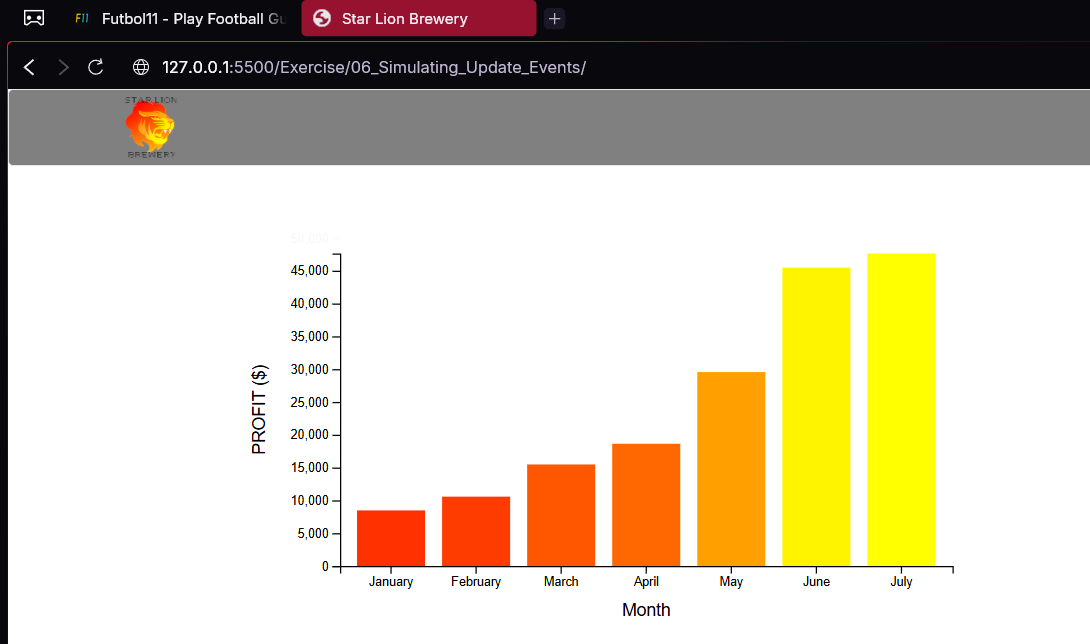 Futbol11 - Play Football Gu
Star Lion Brewery
127.0.0.1:5500/Exercise/06_Simulating_Update_Events/
STAR LION
BREWERY
50,000
45,000
40,000
35,000
30,000
25,000
20,000
15,000
10,000
5,000
0
PROFIT ($)
January February March April May June July
Month